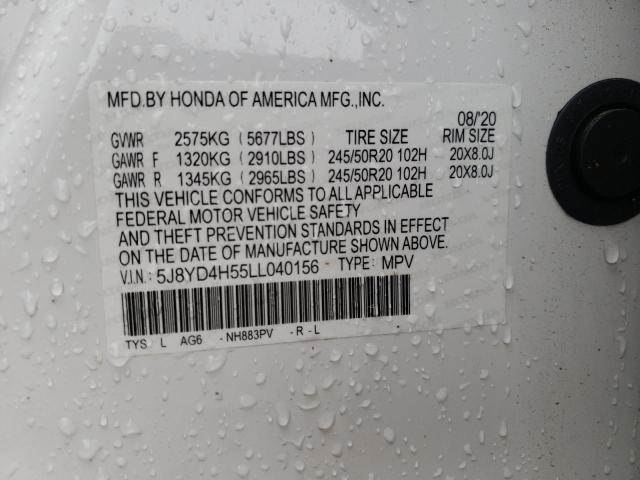 MFD.BY HONDA OF AMERICA MFG.,INC.
08/'20
GVWR 2575KG (5677LBS) TIRE SIZE RIM SIZE
GAWR F 1320KG (2910LBS) 245/50R20 102H 20X8.0J
GAWR R 1345KG (2965LBS) 245/50R20 102H 20X8.0J
THIS VEHICLE CONFORMS TO ALL APPLICABLE
FEDERAL MOTOR VEHICLE SAFETY
AND THEFT PREVENTION STANDARDS IN EFFECT
ON THE DATE OF MANUFACTURE SHOWN ABOVE.
V.I.N.: 5J8YD4H55LL040156 TYPE: MPV
TYS L AG6 -NH883PV -R-L